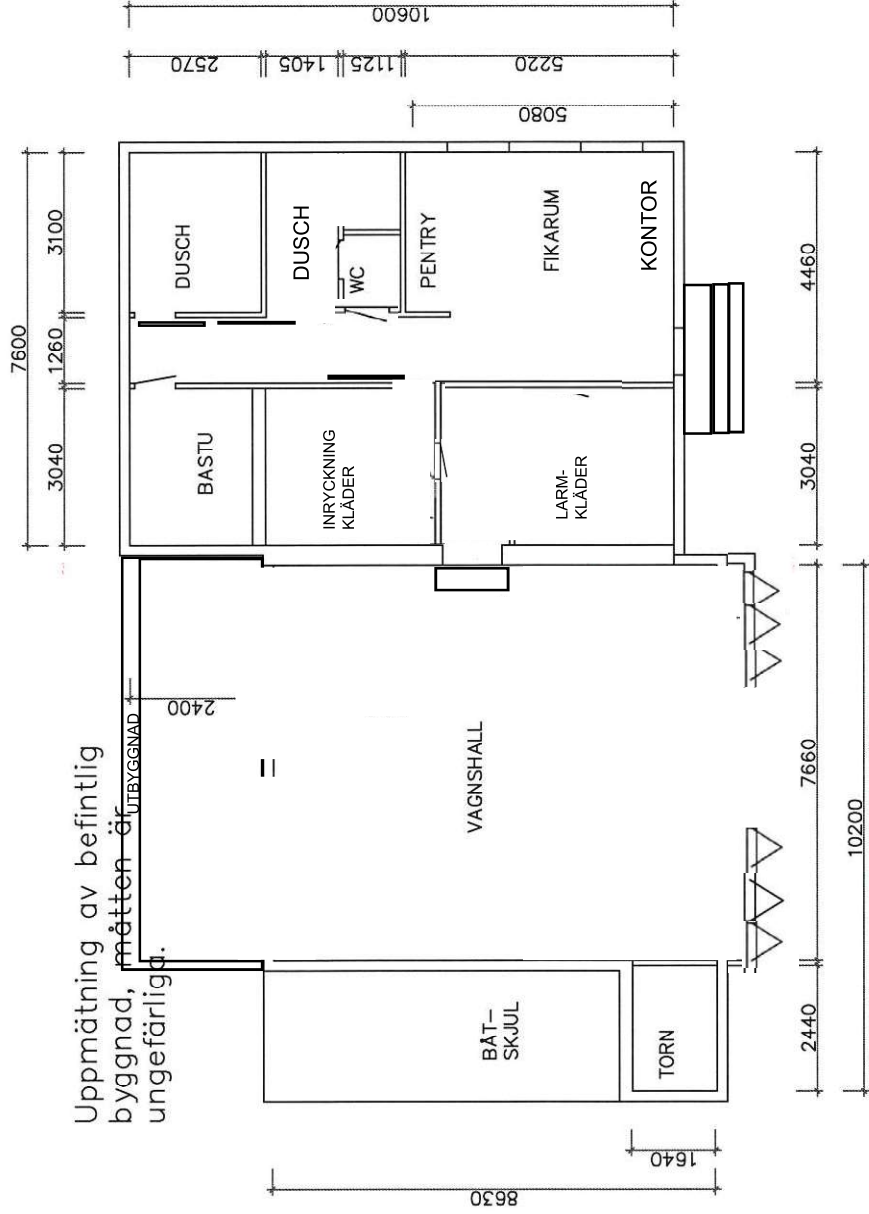 10600
2570
1405
1125
5220
5080
7600
3040
1260
3100
DUSCH
DUSCH
WC
PENTRY
FIKARUM
KONTOR
BASTU
INRYCKNING
KLÄDER
LARM-
KLÄDER
4460
3040
UTBYGGNAD
2400
Uppmätning av befintlig
byggnad, måtten är
ungefärliga.
VAGNSHALL
7660
10200
BÅT-
SKJUL
TORN
2440
1640
8630